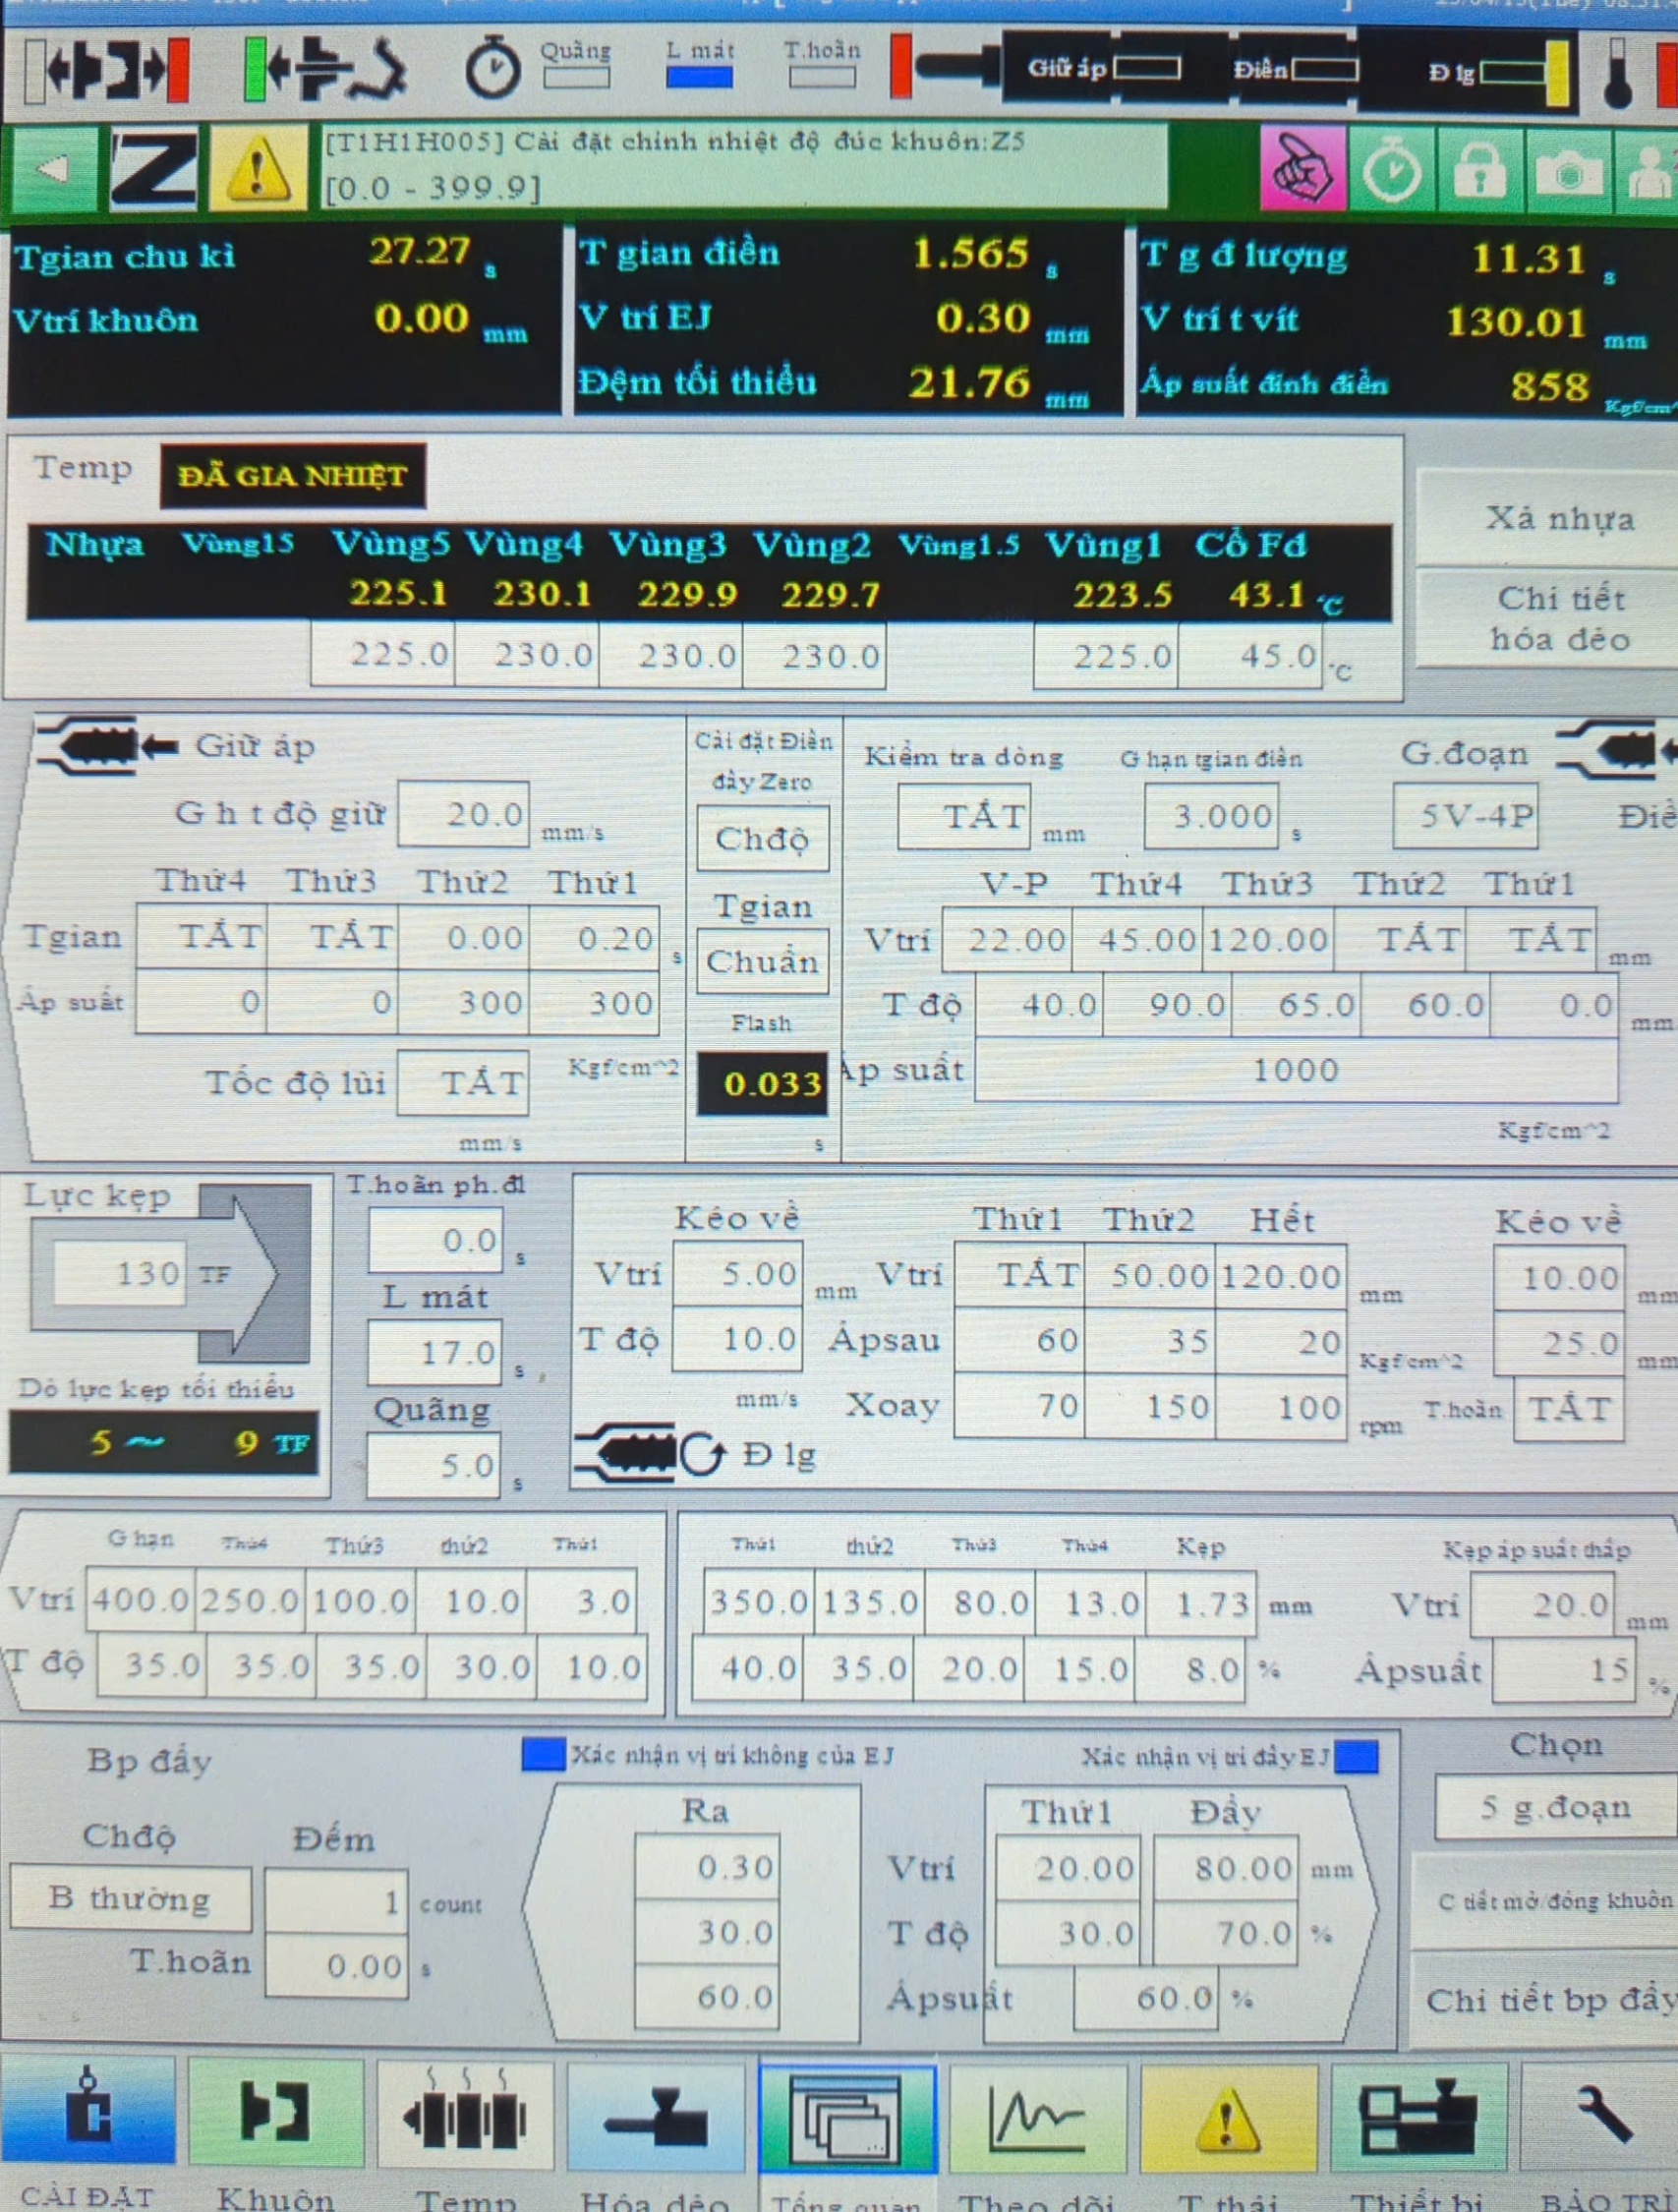 Quãng L mát T.hoãn Giữ áp Điền Đ lg
[T1H1H005] Cài đặt chỉnh nhiệt độ đúc khuôn:Z5
[0.0 - 399.9]
Tgian chu kì 27.27 s T gian điền 1.565 s T g đ lượng 11.31 s
Vtrí khuôn 0.00 mm V trí EJ 0.30 mm V trí t vít 130.01 mm
Đệm tối thiểu 21.76 mm Áp suất đỉnh điền 858 Kgf/cm^
Temp ĐÃ GIA NHIỆT
Xả nhựa
Nhựa Vùng15 Vùng5 Vùng4 Vùng3 Vùng2 Vùng1.5 Vùng1 Cổ Fd
225.1 230.1 229.9 229.7 223.5 43.1 °C
Chi tiết
hóa dẻo
225.0 230.0 230.0 230.0 225.0 45.0 °C
Giữ áp
G h t độ giữ 20.0 mm/s
Thứ4 Thứ3 Thứ2 Thứ1
Tgian TẮT TẮT 0.00 0.20 s
Áp suất 0 0 300 300
Tốc độ lùi TẮT Kgf/cm^2
mm/s
Cài đặt Điền
đầy Zero
Chđộ
Tgian
Chuẩn
Flash
0.033
s
Kiểm tra dòng G hạn tgian điền G.đoạn
TẮT mm 3.000 s 5V-4P Điề
V-P Thứ4 Thứ3 Thứ2 Thứ1
Vtrí 22.00 45.00 120.00 TẮT TẮT mm
T độ 40.0 90.0 65.0 60.0 0.0 mm
Áp suất 1000
Kgf/cm^2
Lực kẹp
130 TF
Dò lực kẹp tối thiểu
5 ~ 9 TF
T.hoãn ph.đl
0.0 s
L mát
17.0 s
Quãng
5.0 s
Kéo về Thứ1 Thứ2 Hết Kéo về
Vtrí 5.00 mm Vtrí TẮT 50.00 120.00 mm 10.00 mm
T độ 10.0 Ápsau 60 35 20 Kgf/cm^2 25.0 mm
mm/s Xoay 70 150 100 rpm T.hoãn TẮT
Đ lg
G hạn Thứ4 Thứ3 thứ2 Thứ1 Thứ1 thứ2 Thứ3 Thứ4 Kẹp Kẹp áp suất thấp
Vtrí 400.0 250.0 100.0 10.0 3.0 350.0 135.0 80.0 13.0 1.73 mm Vtrí 20.0 mm
T độ 35.0 35.0 35.0 30.0 10.0 40.0 35.0 20.0 15.0 8.0 % Ápsuất 15 %
Bp đẩy Xác nhận vị trí không của EJ Xác nhận vị trí đẩy EJ Chọn
Chđộ Đếm Ra Thứ1 Đẩy 5 g.đoạn
B thường 1 count 0.30 Vtrí 20.00 80.00 mm C tiết mở/đóng khuôn
T.hoãn 0.00 s 30.0 T độ 30.0 70.0 %
60.0 Ápsuất 60.0 % Chi tiết bp đẩy
CÀI ĐẶT Khuôn Temp Hóa dẻo Tổng quan Theo dõi T thái Thiết bị BẢO TRÌ